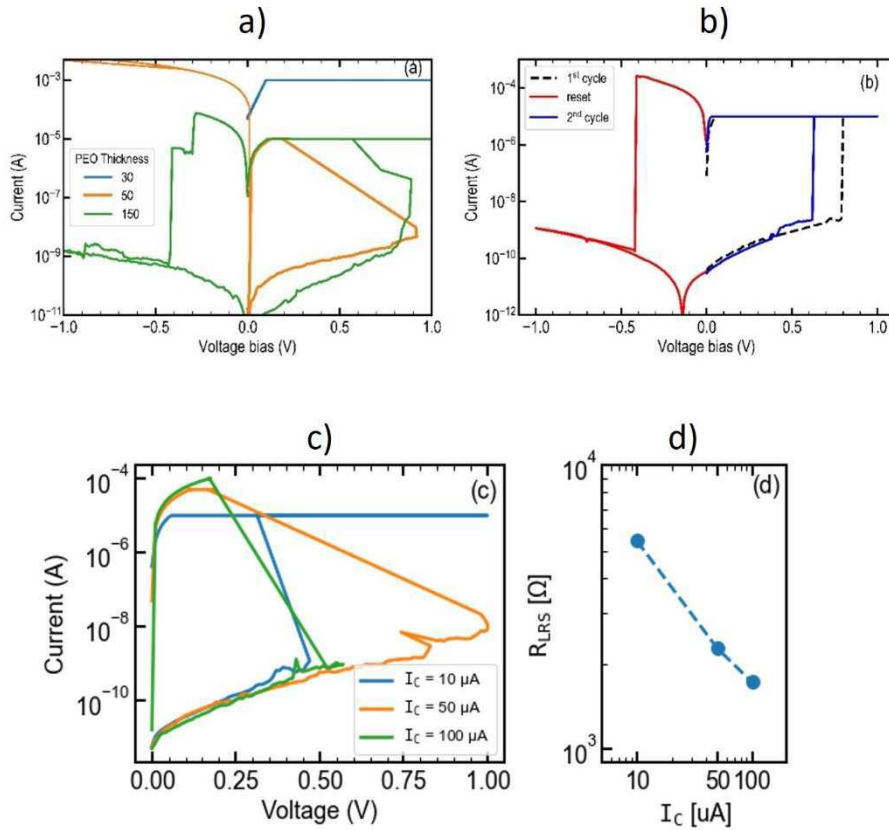 a)
b)
(a)
10⁻³
10⁻⁵
10⁻⁷
10⁻⁹
10⁻¹¹
Current (A)
PEO Thickness
30
50
150
-1.0 -0.5 0.0 0.5 1.0
Voltage bias (V)
(b)
1st cycle
reset
2nd cycle
10⁻⁴
10⁻⁶
10⁻⁸
10⁻¹⁰
10⁻¹²
Current (A)
-1.0 -0.5 0.0 0.5 1.0
Voltage bias (V)
c)
d)
(c)
10⁻⁴
10⁻⁶
10⁻⁸
10⁻¹⁰
Current (A)
I_C = 10 μA
I_C = 50 μA
I_C = 100 μA
0.00 0.25 0.50 0.75 1.00
Voltage (V)
(d)
10⁴
10³
R_LRS [Ω]
10 50 100
I_C [uA]